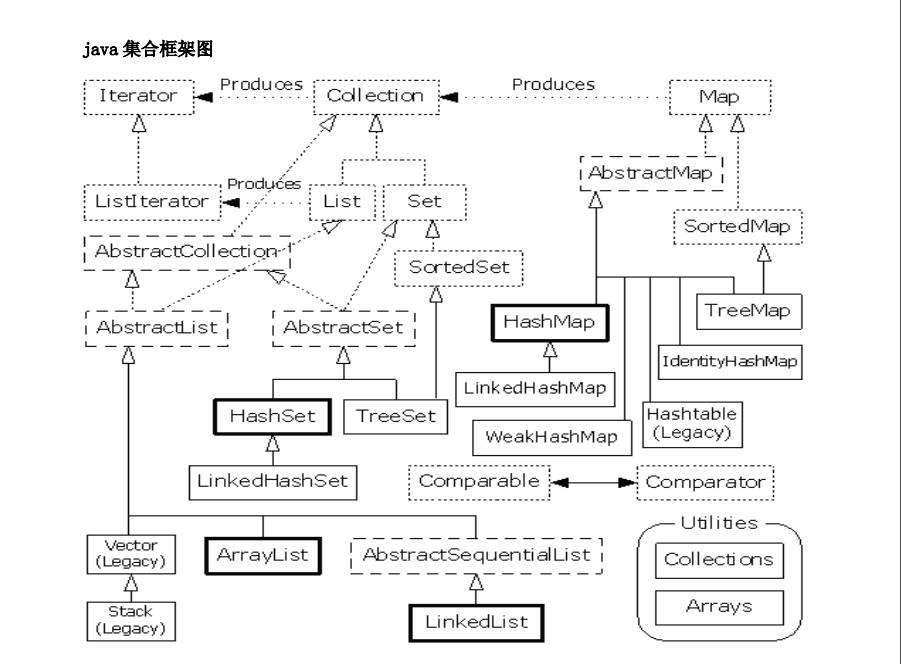 java 集合框架图
Produces
Produces
Iterator
Collection
Map
AbstractMap
Produces
ListIterator
List
Set
SortedMap
AbstractCollection
SortedSet
TreeMap
AbstractList
AbstractSet
HashMap
IdentityHashMap
LinkedHashMap
HashSet
TreeSet
Hashtable
(Legacy)
WeakHashMap
LinkedHashSet
Comparable
Comparator
Utilities
Vector
(Legacy)
ArrayList
AbstractSequentialList
Collections
Stack
(Legacy)
LinkedList
Arrays